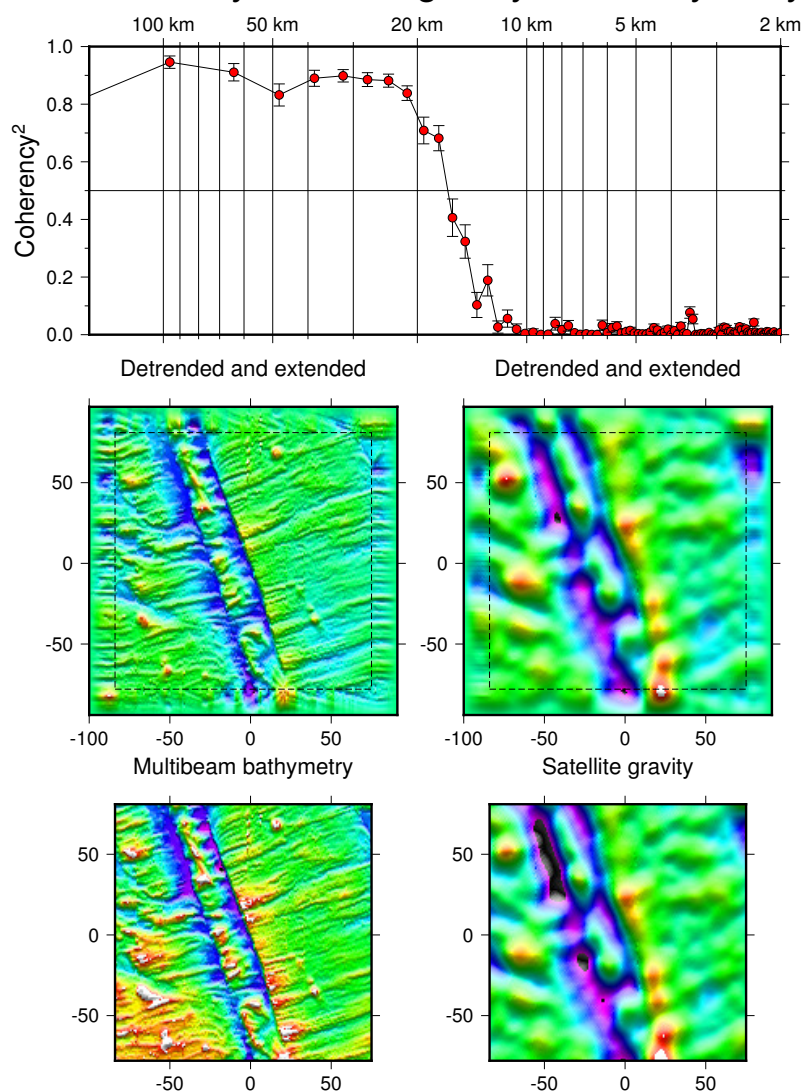 100 km 50 km 20 km 10 km 5 km 2 km
1.0
0.8
0.6
0.4
0.2
0.0
Coherency2
Detrended and extended Detrended and extended
50 50
0 0
-50 -50
-100 -50 0 50 -100 -50 0 50
Multibeam bathymetry Satellite gravity
50 50
0 0
-50 -50
-50 0 50 -50 0 50